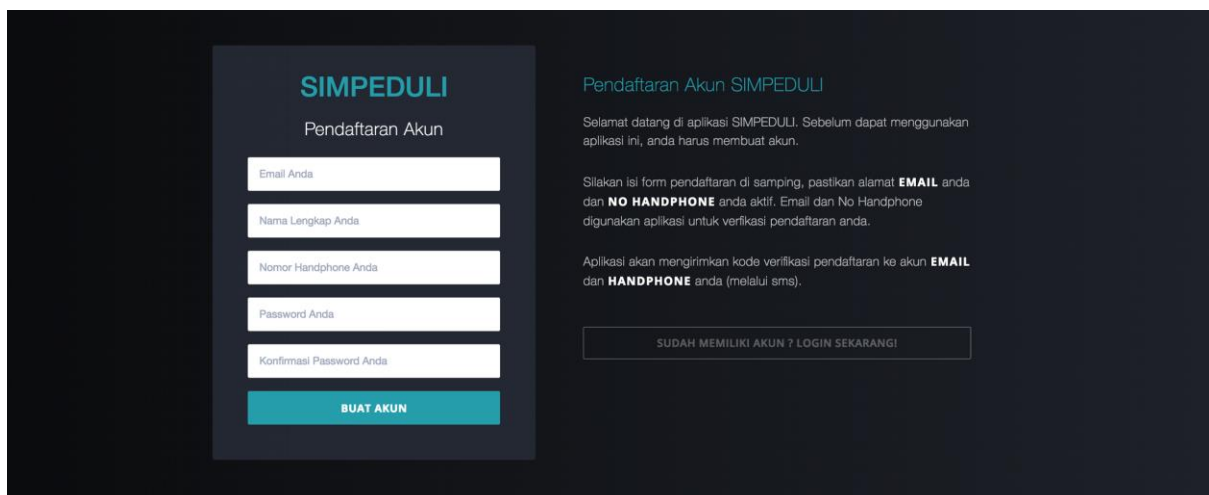 SIMPEDULI
Pendaftaran Akun
Email Anda
Nama Lengkap Anda
Nomor Handphone Anda
Password Anda
Konfirmasi Password Anda
BUAT AKUN
Pendaftaran Akun SIMPEDULI
Selamat datang di aplikasi SIMPEDULI. Sebelum dapat menggunakan
aplikasi ini, anda harus membuat akun.
Silakan isi form pendaftaran di samping, pastikan alamat EMAIL anda
dan NO HANDPHONE anda aktif. Email dan No Handphone
digunakan aplikasi untuk verfikasi pendaftaran anda.
Aplikasi akan mengirimkan kode verifikasi pendaftaran ke akun EMAIL
dan HANDPHONE anda (melalui sms).
SUDAH MEMILIKI AKUN ? LOGIN SEKARANG!